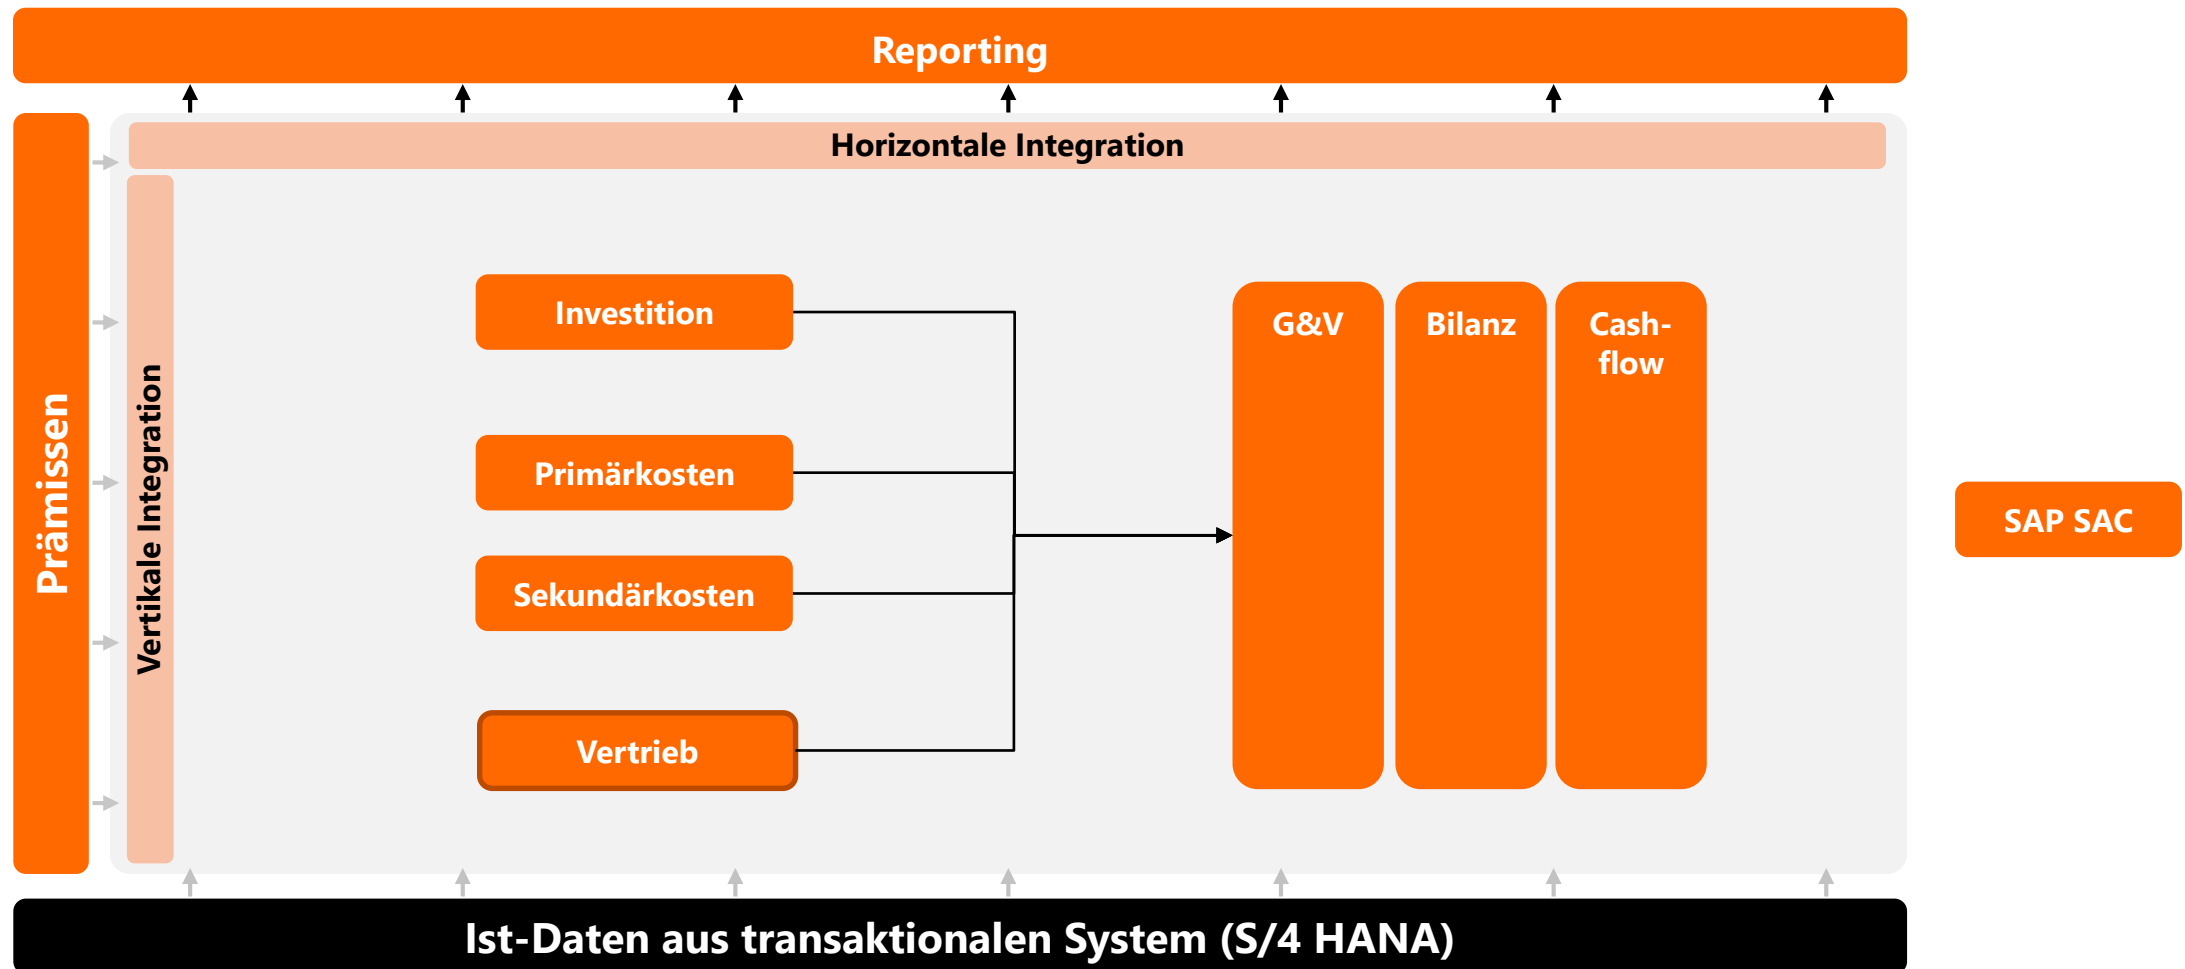 Reporting
Horizontale Integration
Prämissen
Vertikale Integration
Investition
Primärkosten
Sekundärkosten
Vertrieb
G&V
Bilanz
Cash-
flow
SAP SAC
Ist-Daten aus transaktionalen System (S/4 HANA)